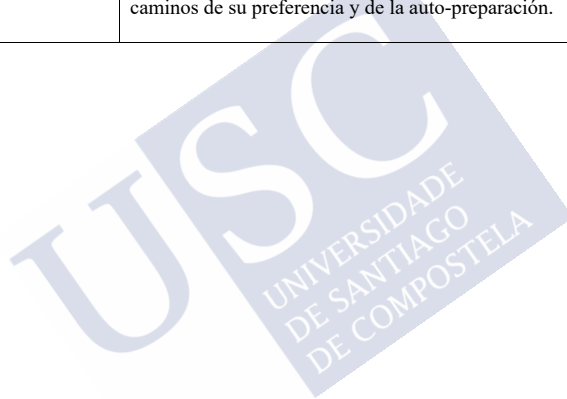 caminos de su preferencia y de la auto-preparación.
USC
UNIVERSIDADE
DE SANTIAGO
DE COMPOSTELA